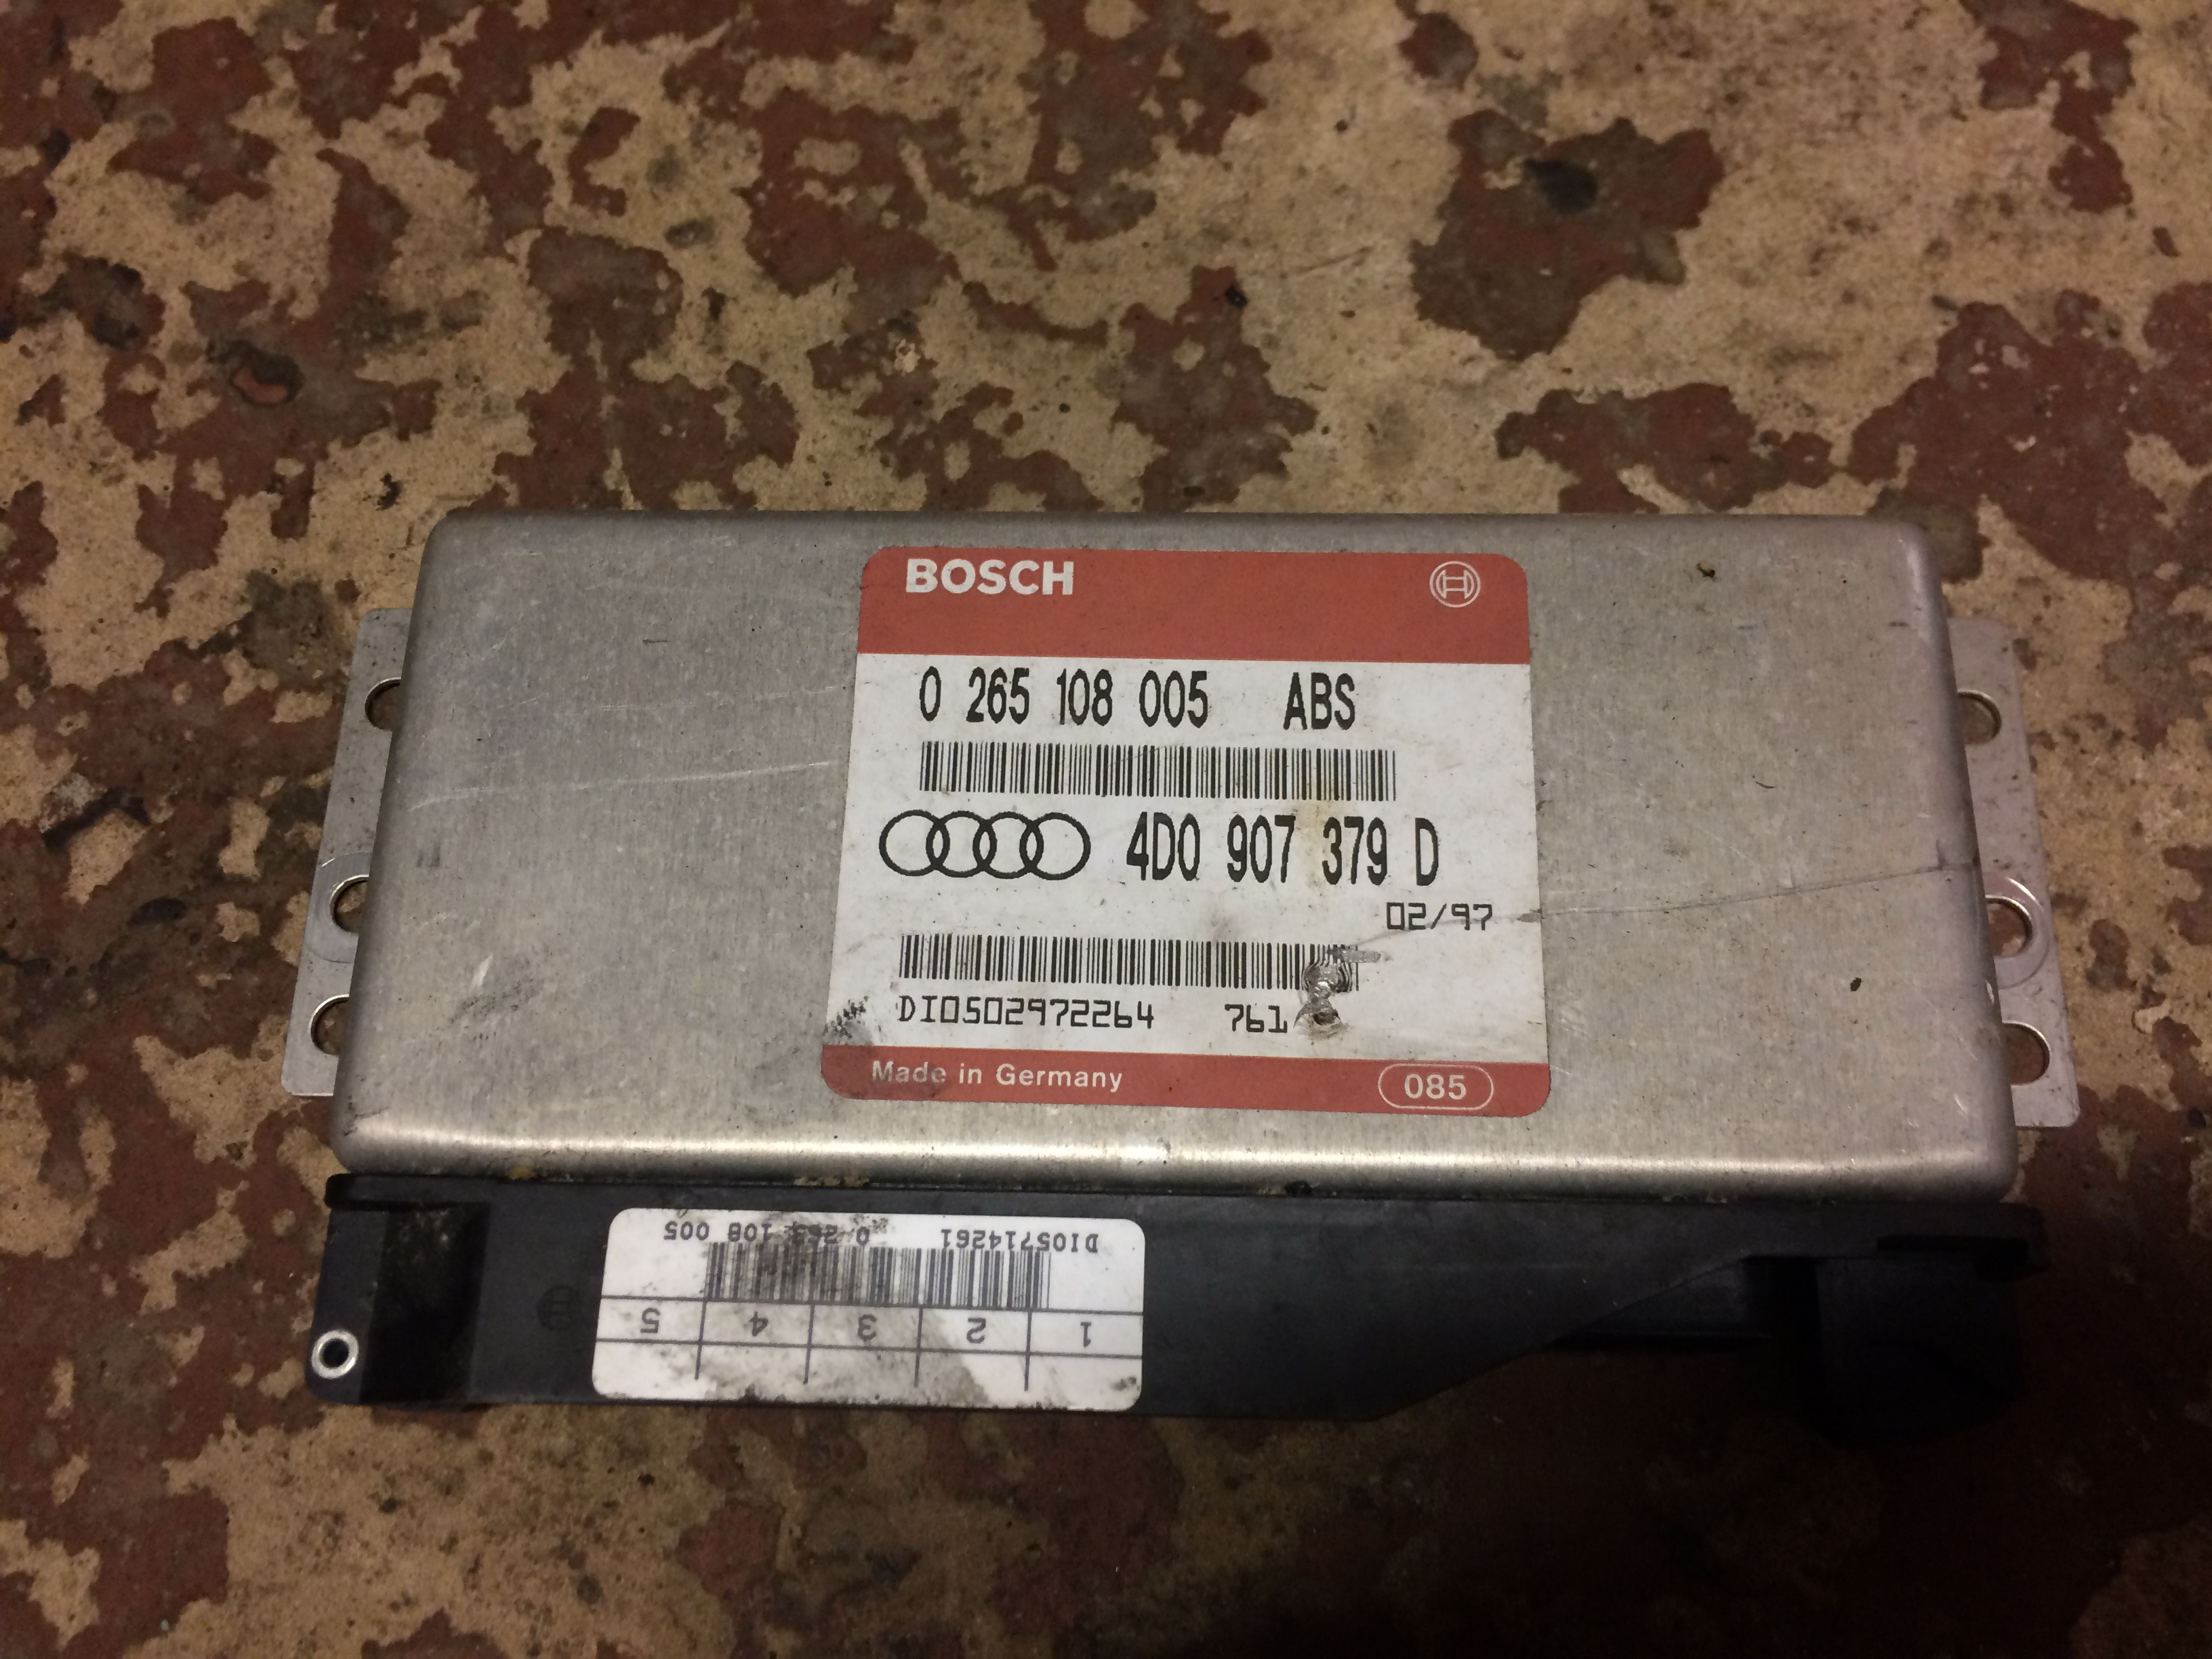 BOSCH
0 265 108 005 ABS
4D0 907 379 D
02/97
DI0502972264 761
Made in Germany 085
DI05714261 0 265 108 005
1 2 3 4 5